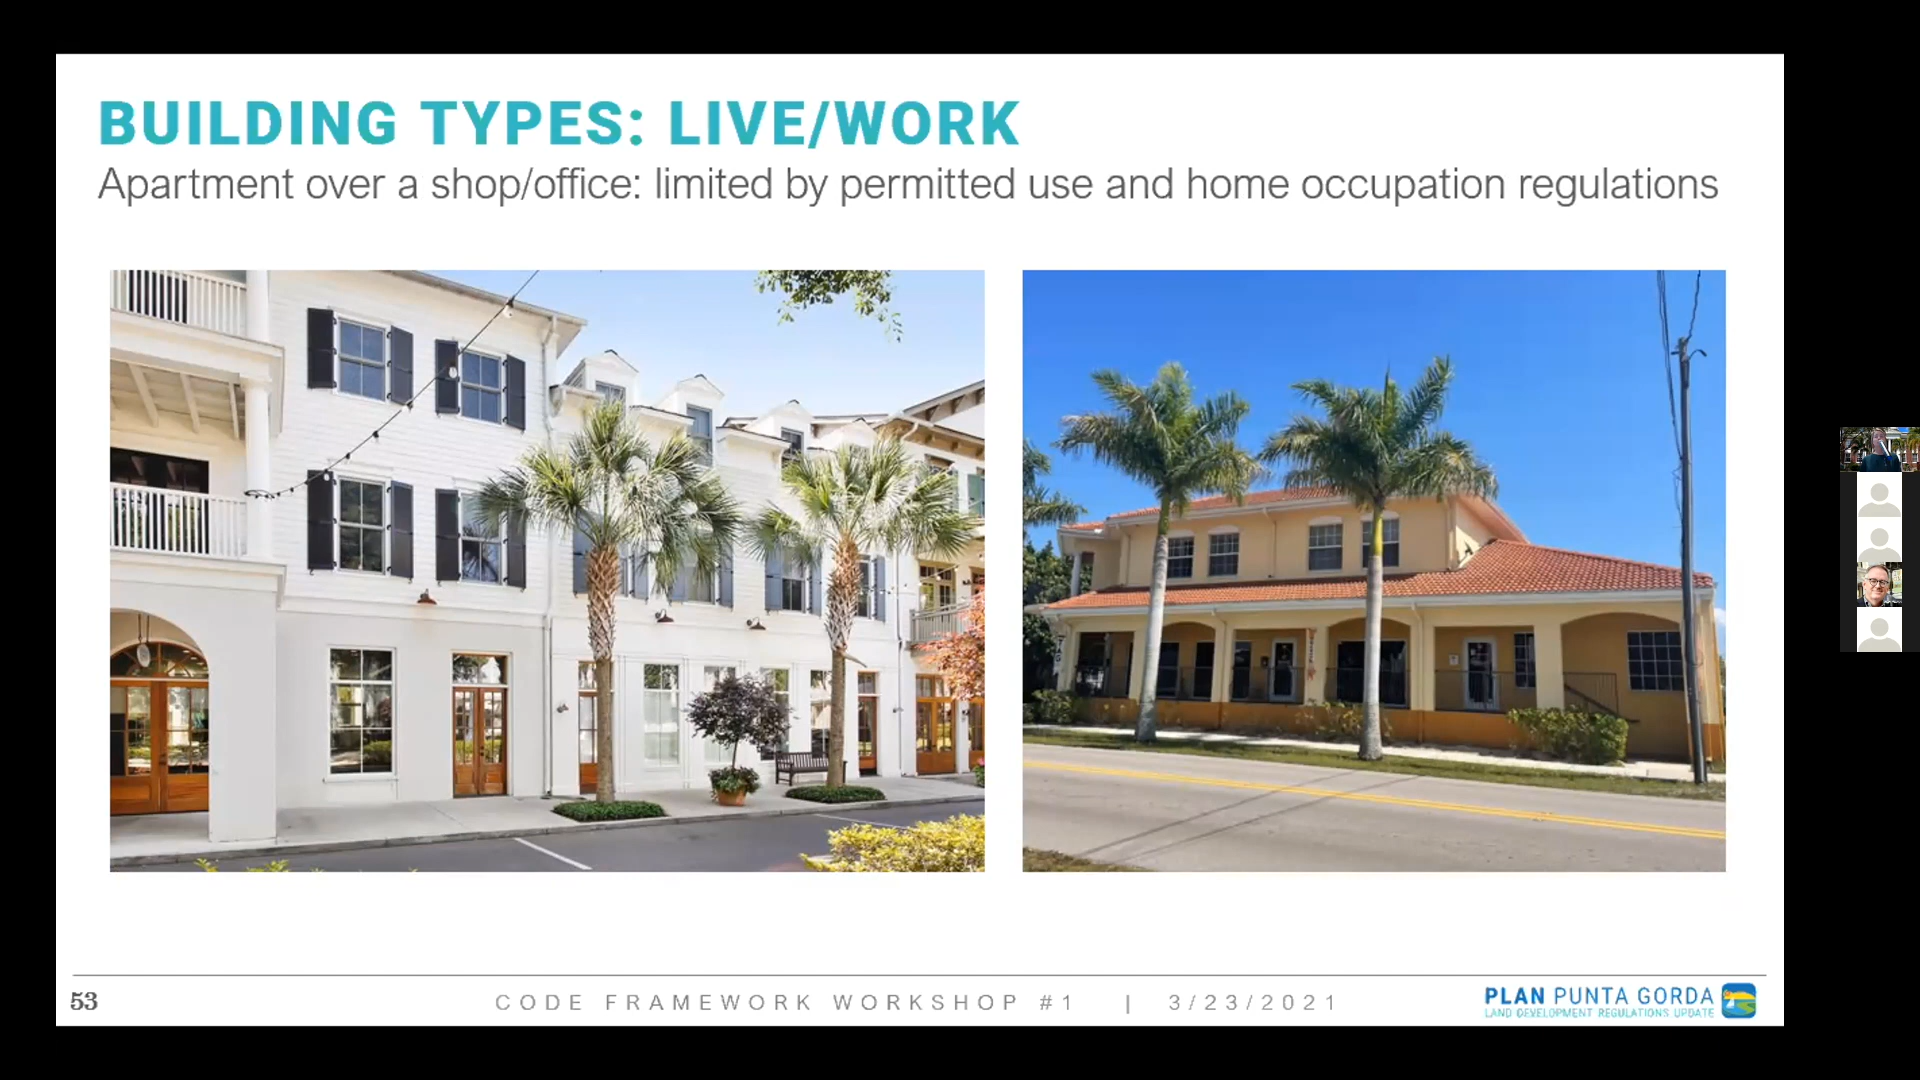 BUILDING TYPES: LIVE/WORK
Apartment over a shop/office: limited by permitted use and home occupation regulations
53
CODE FRAMEWORK WORKSHOP #1 | 3/23/2021
PLAN PUNTA GORDA
LAND DEVELOPMENT REGULATIONS UPDATE